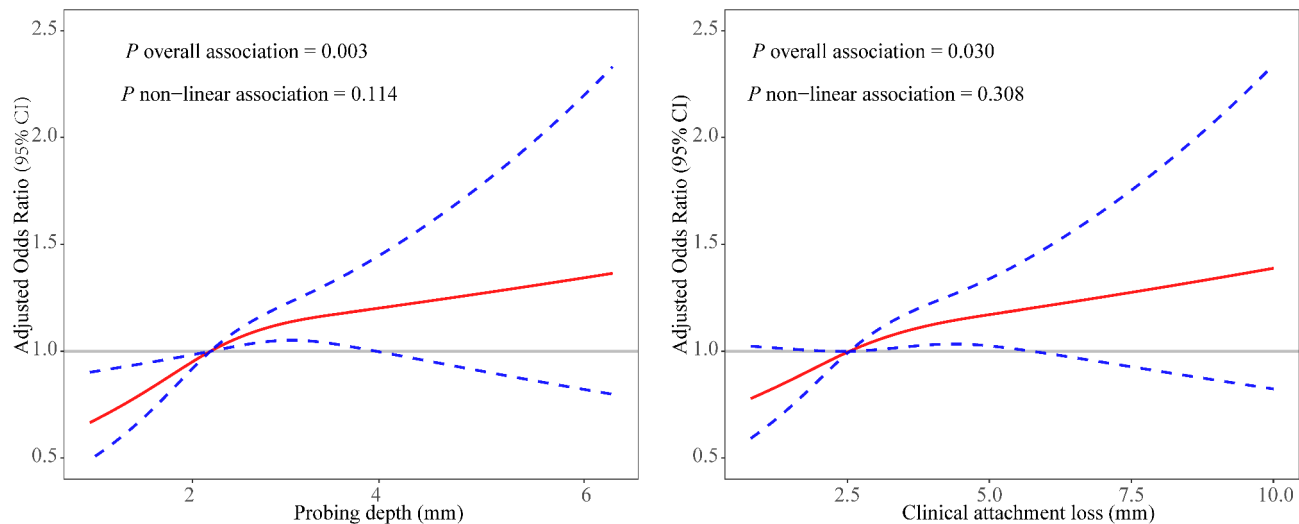 P overall association = 0.003
P non−linear association = 0.114
Adjusted Odds Ratio (95% CI)
2.5
2.0
1.5
1.0
0.5
2
4
6
Probing depth (mm)
P overall association = 0.030
P non−linear association = 0.308
Adjusted Odds Ratio (95% CI)
2.5
2.0
1.5
1.0
0.5
2.5
5.0
7.5
10.0
Clinical attachment loss (mm)